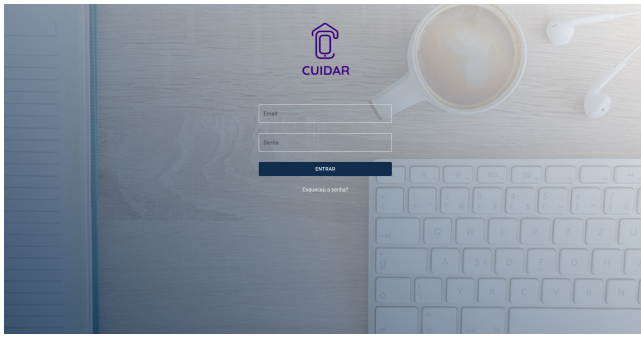 CUIDAR
Email
Senha
ENTRAR
Esqueceu a senha?
Q W E R T Z U
A S D F G H
Y X C V B N